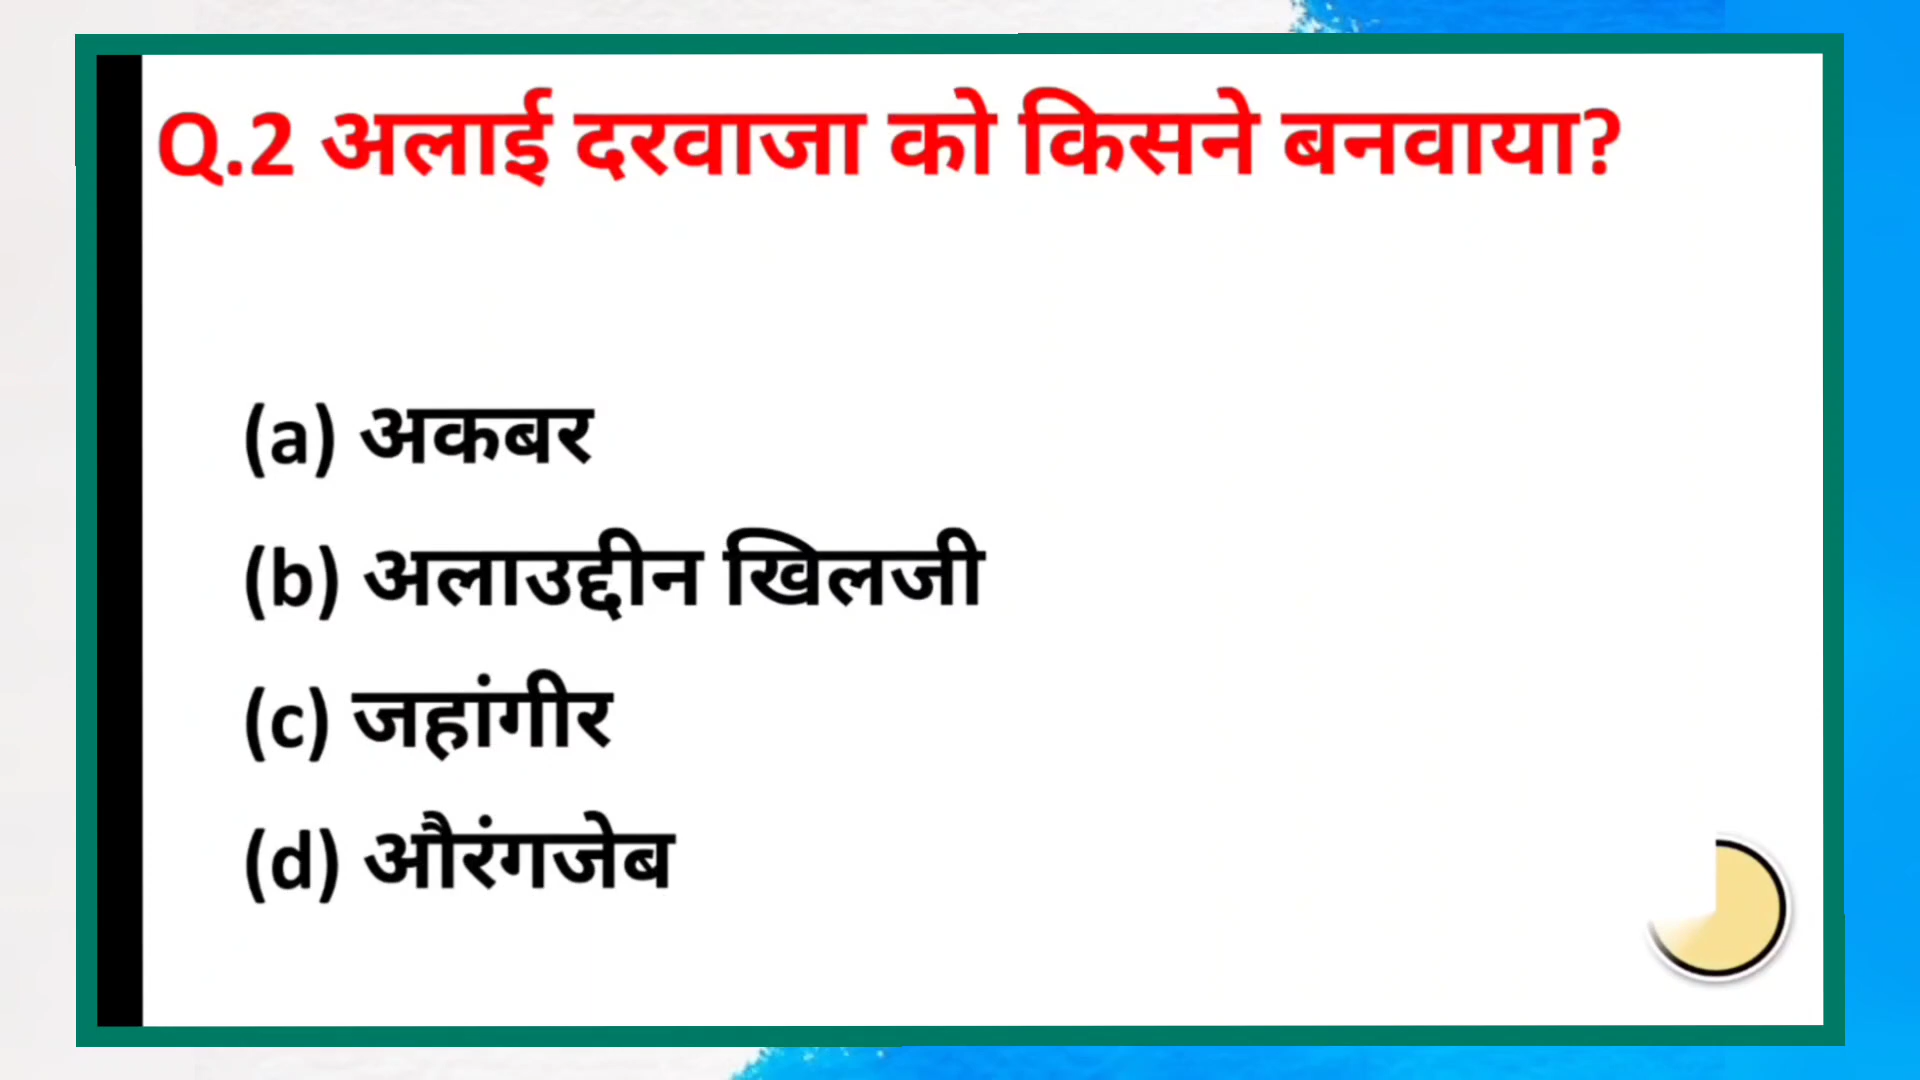 Q.2 अलाई दरवाजा को किसने बनवाया?
(a) अकबर
(b) अलाउद्दीन खिलजी
(c) जहांगीर
(d) औरंगजेब